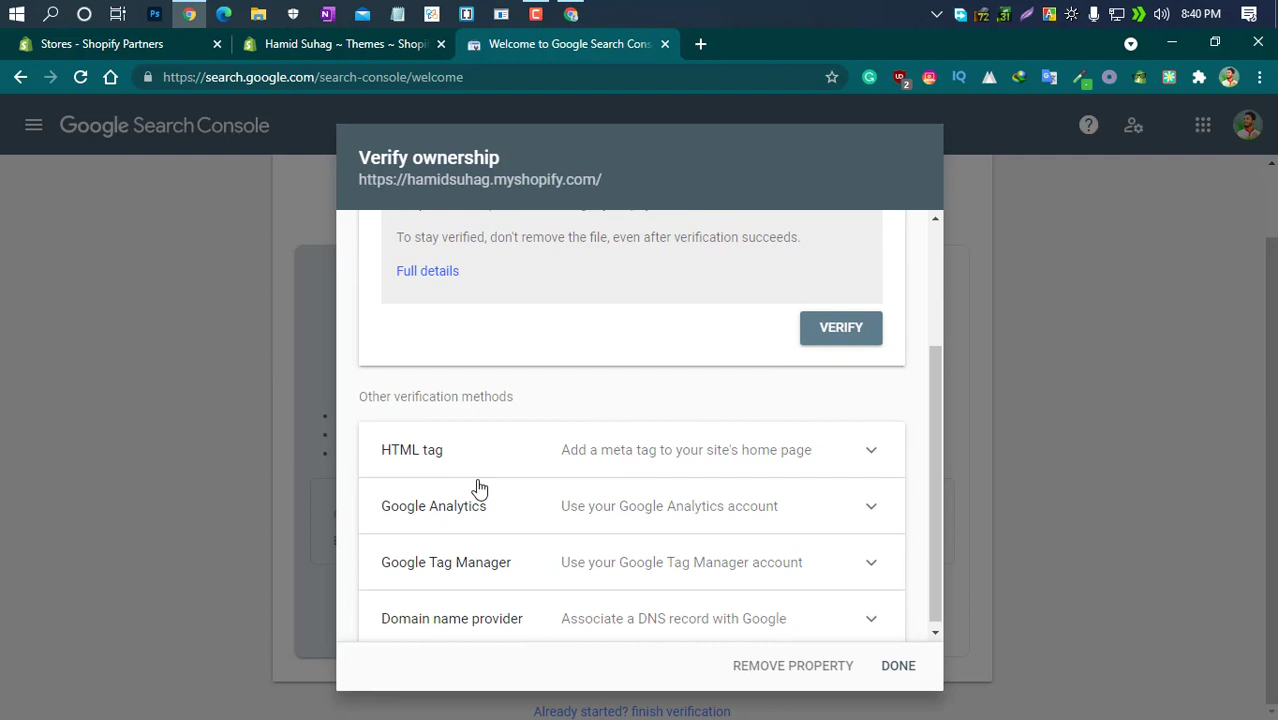 8:40 PM
Stores - Shopify Partners
Hamid Suhag ~ Themes ~ Shopif
Welcome to Google Search Cons
https://search.google.com/search-console/welcome
Google Search Console
Verify ownership
https://hamidsuhag.myshopify.com/
To stay verified, don't remove the file, even after verification succeeds.
Full details
VERIFY
Other verification methods
HTML tag Add a meta tag to your site's home page
Google Analytics Use your Google Analytics account
Google Tag Manager Use your Google Tag Manager account
Domain name provider Associate a DNS record with Google
REMOVE PROPERTY DONE
Already started? finish verification